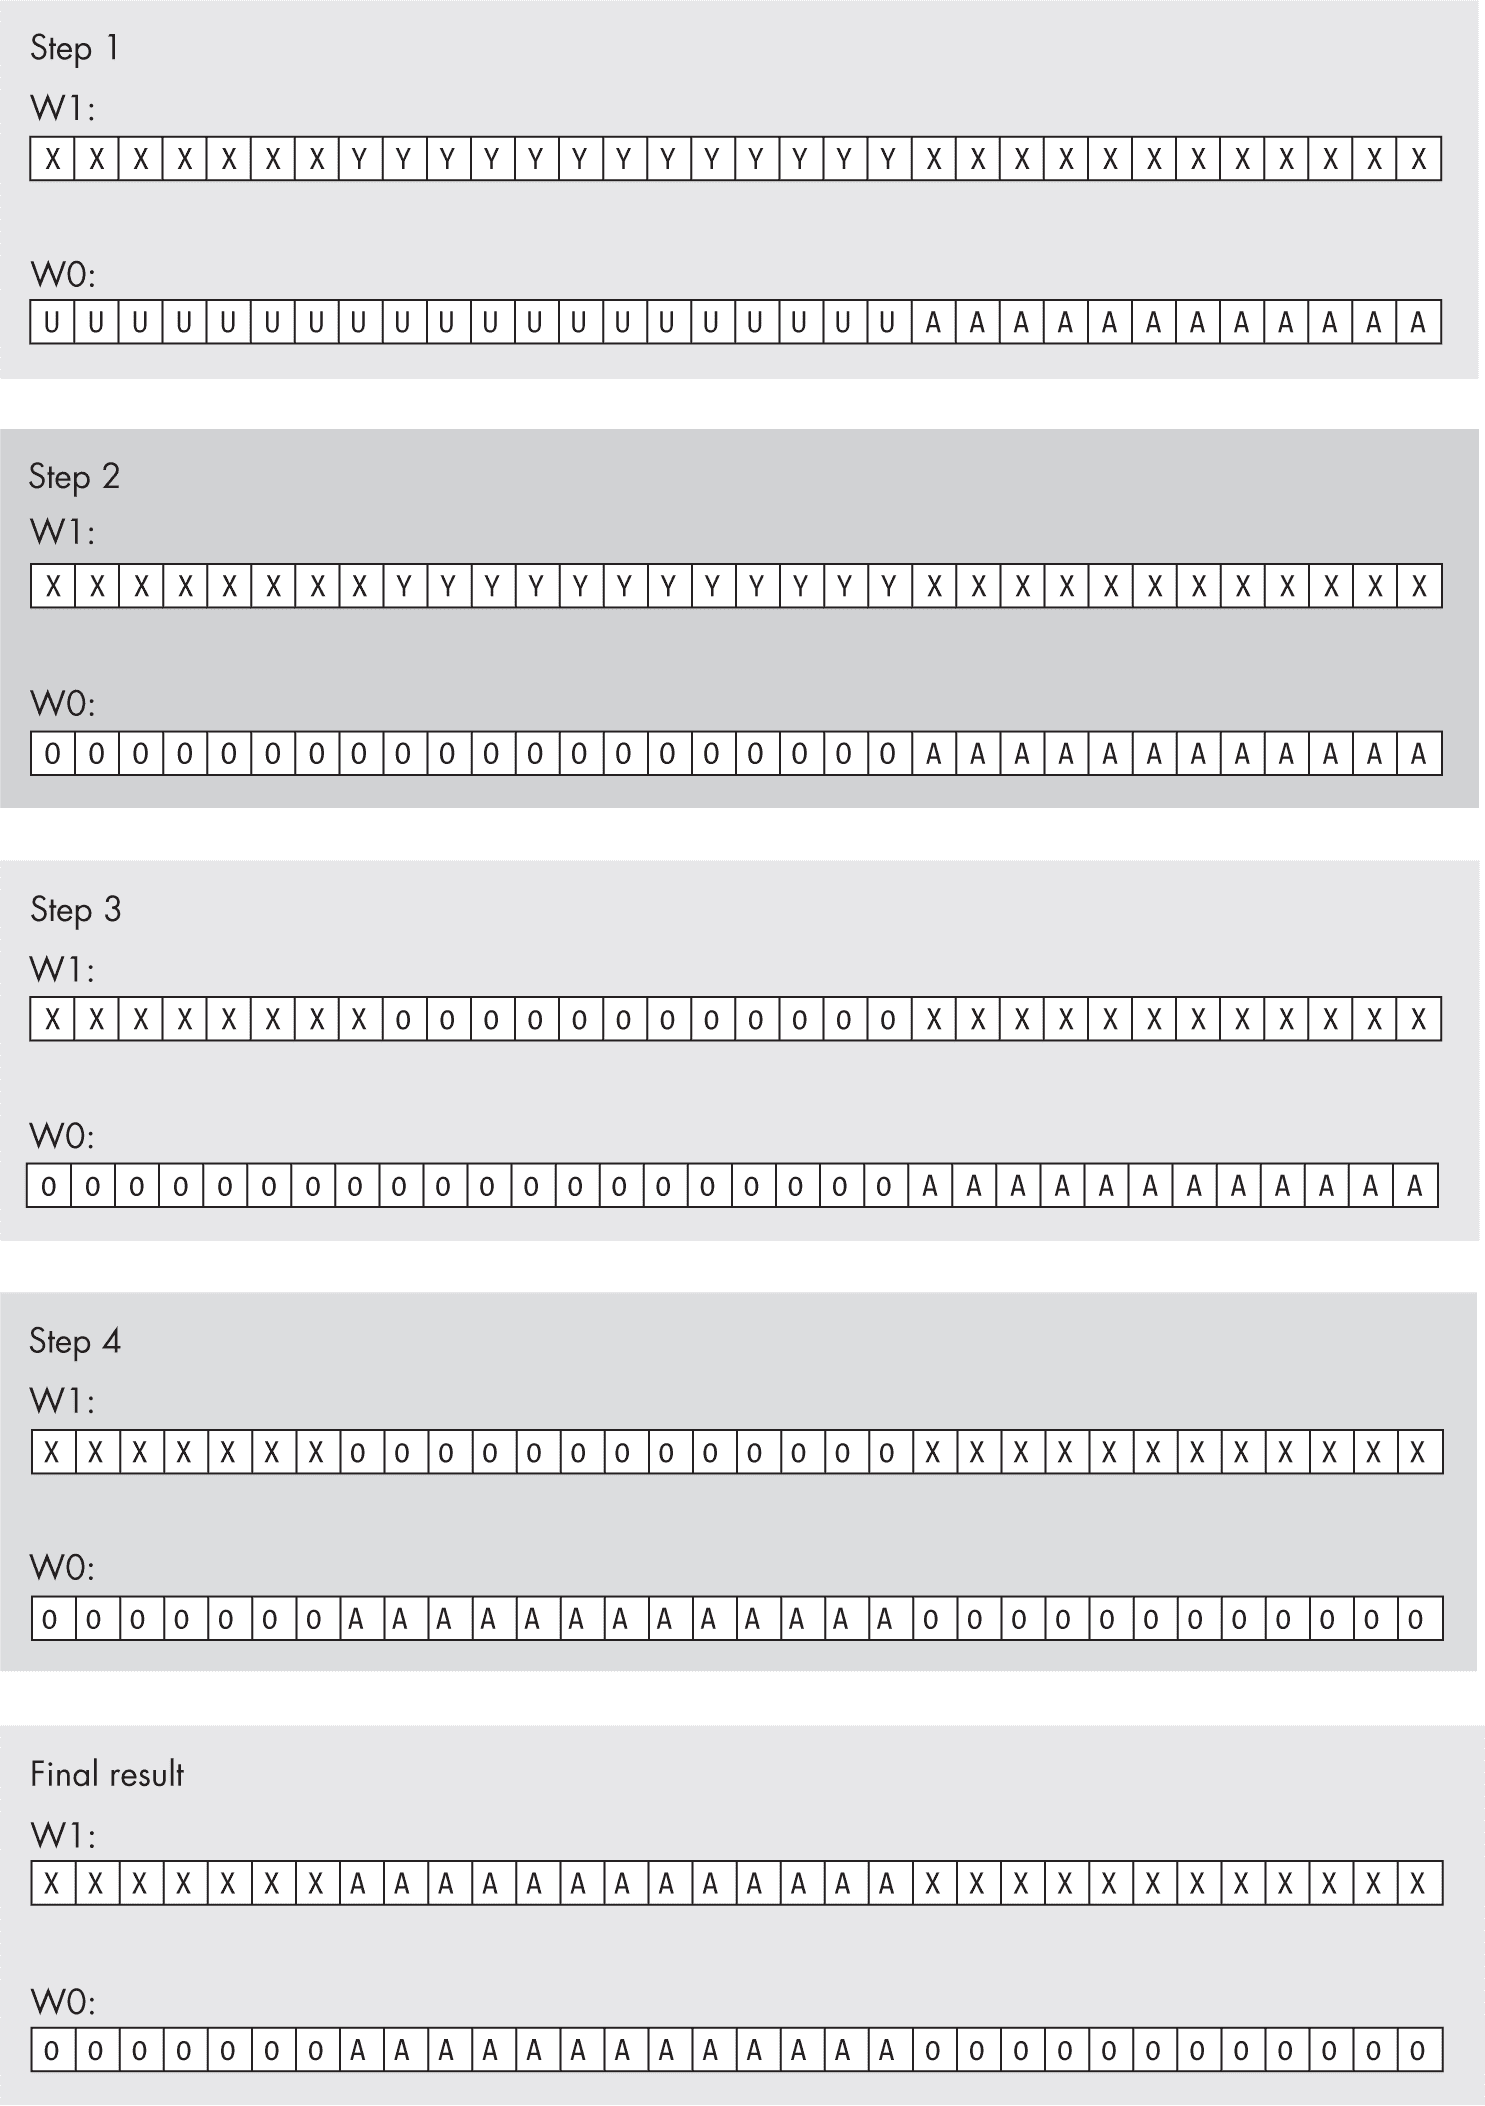 Step 1
W1:
X X X X X X X Y Y Y Y Y Y Y Y Y Y Y Y Y X X X X X X X X X X X X
W0:
U U U U U U U U U U U U U U U U U U U U A A A A A A A A A A A A
Step 2
W1:
X X X X X X X X Y Y Y Y Y Y Y Y Y Y Y Y X X X X X X X X X X X X
W0:
0 0 0 0 0 0 0 0 0 0 0 0 0 0 0 0 0 0 0 0 A A A A A A A A A A A A
Step 3
W1:
X X X X X X X X 0 0 0 0 0 0 0 0 0 0 0 0 X X X X X X X X X X X X
W0:
0 0 0 0 0 0 0 0 0 0 0 0 0 0 0 0 0 0 0 0 A A A A A A A A A A A A
Step 4
W1:
X X X X X X X 0 0 0 0 0 0 0 0 0 0 0 0 0 X X X X X X X X X X X X
W0:
0 0 0 0 0 0 0 A A A A A A A A A A A A A 0 0 0 0 0 0 0 0 0 0 0 0
Final result
W1:
X X X X X X X A A A A A A A A A A A A A X X X X X X X X X X X X
W0:
0 0 0 0 0 0 0 A A A A A A A A A A A A A 0 0 0 0 0 0 0 0 0 0 0 0